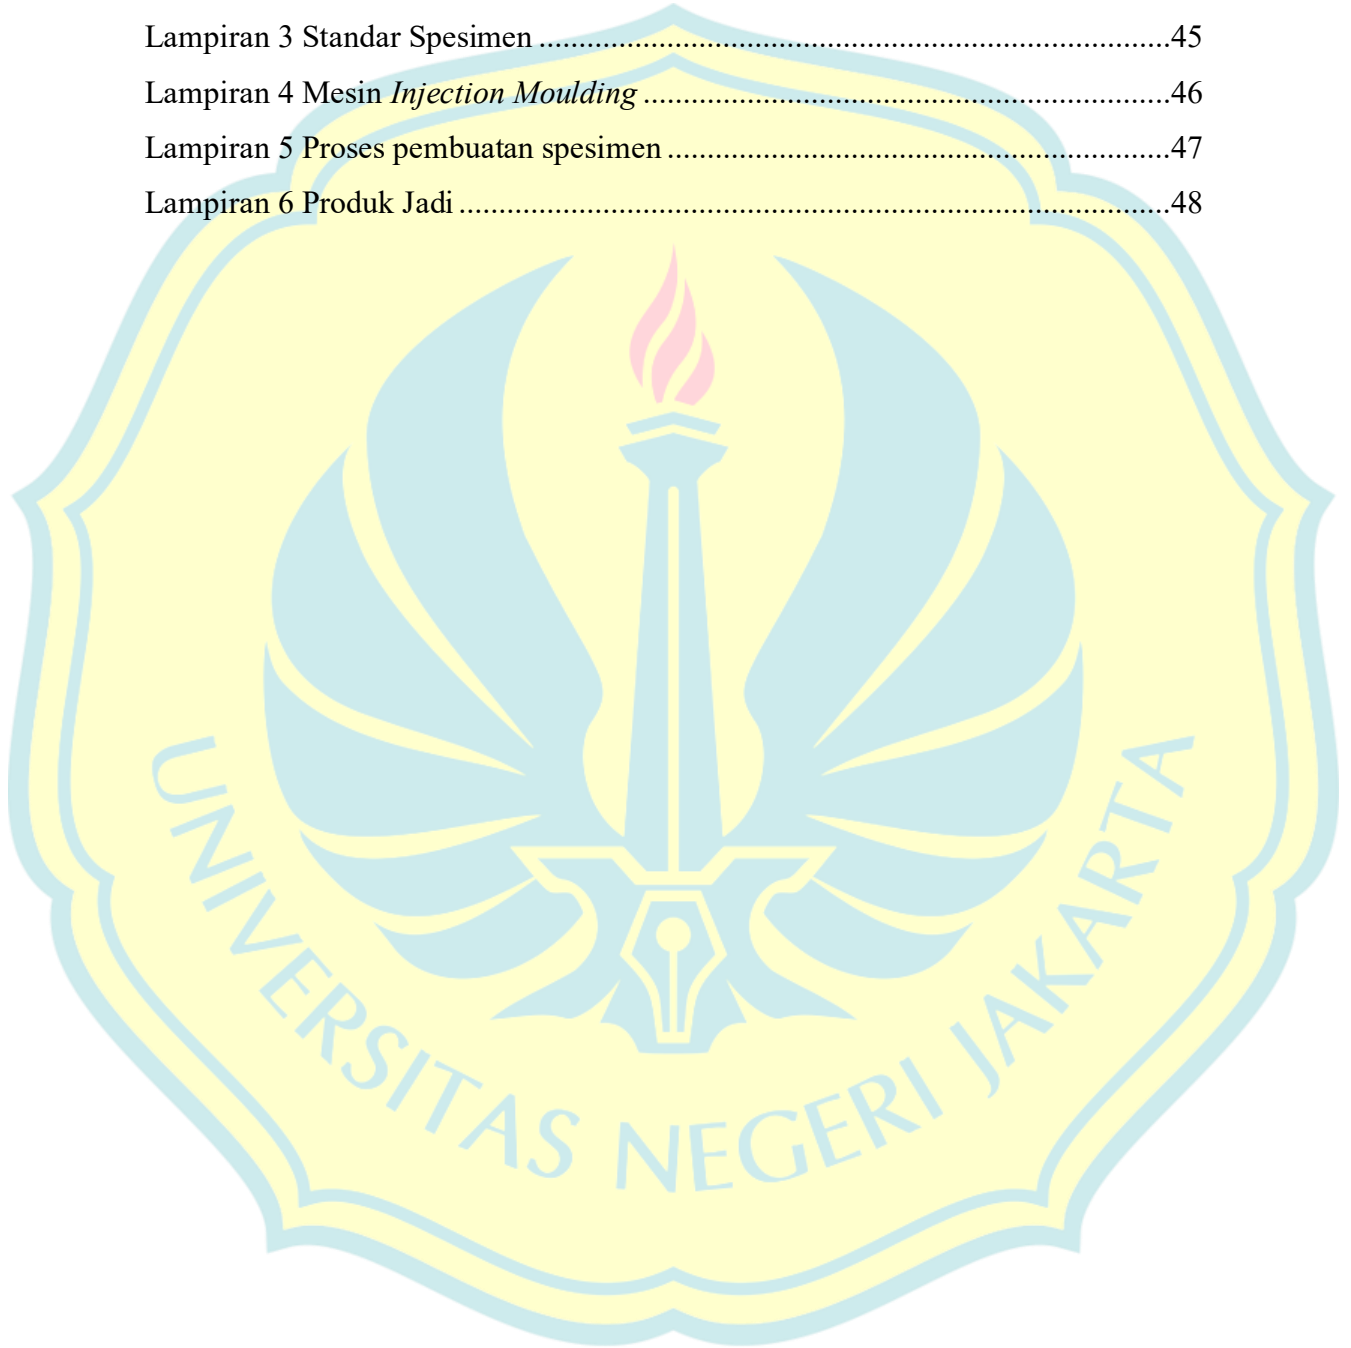 Lampiran 3 Standar Spesimen ................................................................................45
Lampiran 4 Mesin Injection Moulding ...................................................................46
Lampiran 5 Proses pembuatan spesimen ................................................................47
Lampiran 6 Produk Jadi ..........................................................................................48
UNIVERSITAS NEGERI JAKARTA